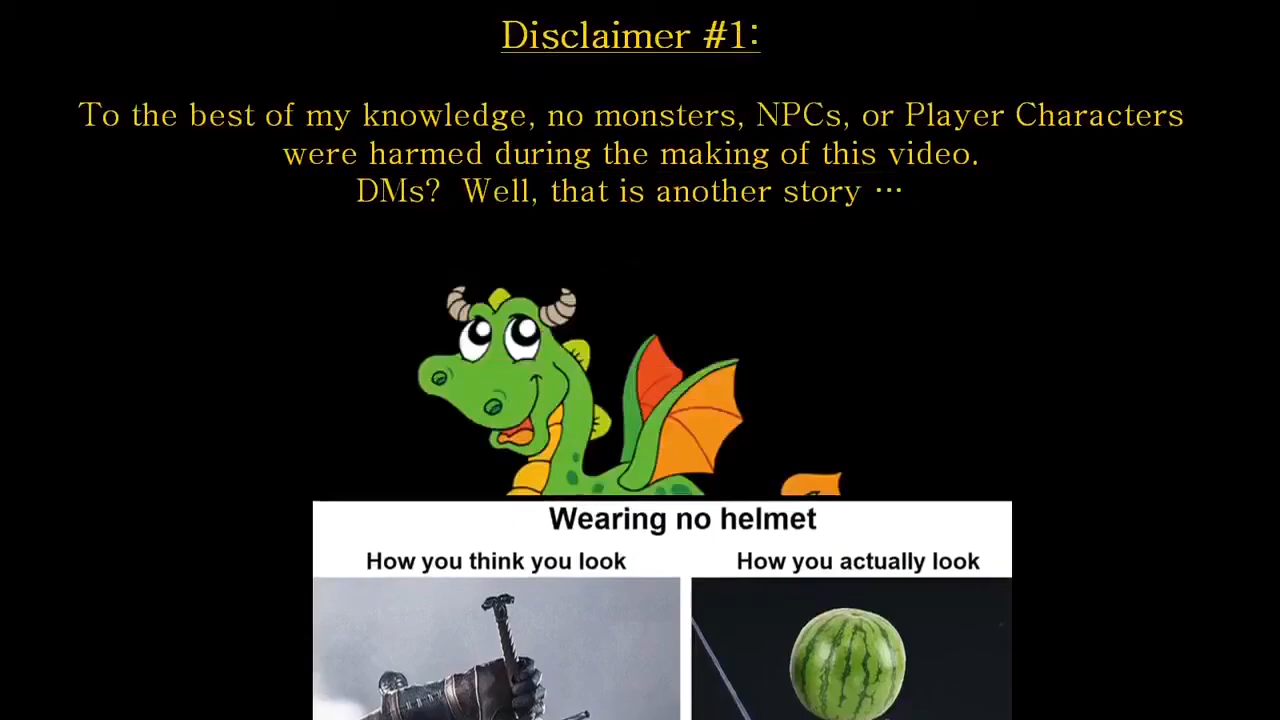 Disclaimer #1:
To the best of my knowledge, no monsters, NPCs, or Player Characters
were harmed during the making of this video.
DMs?  Well, that is another story …
Wearing no helmet
How you think you look
How you actually look